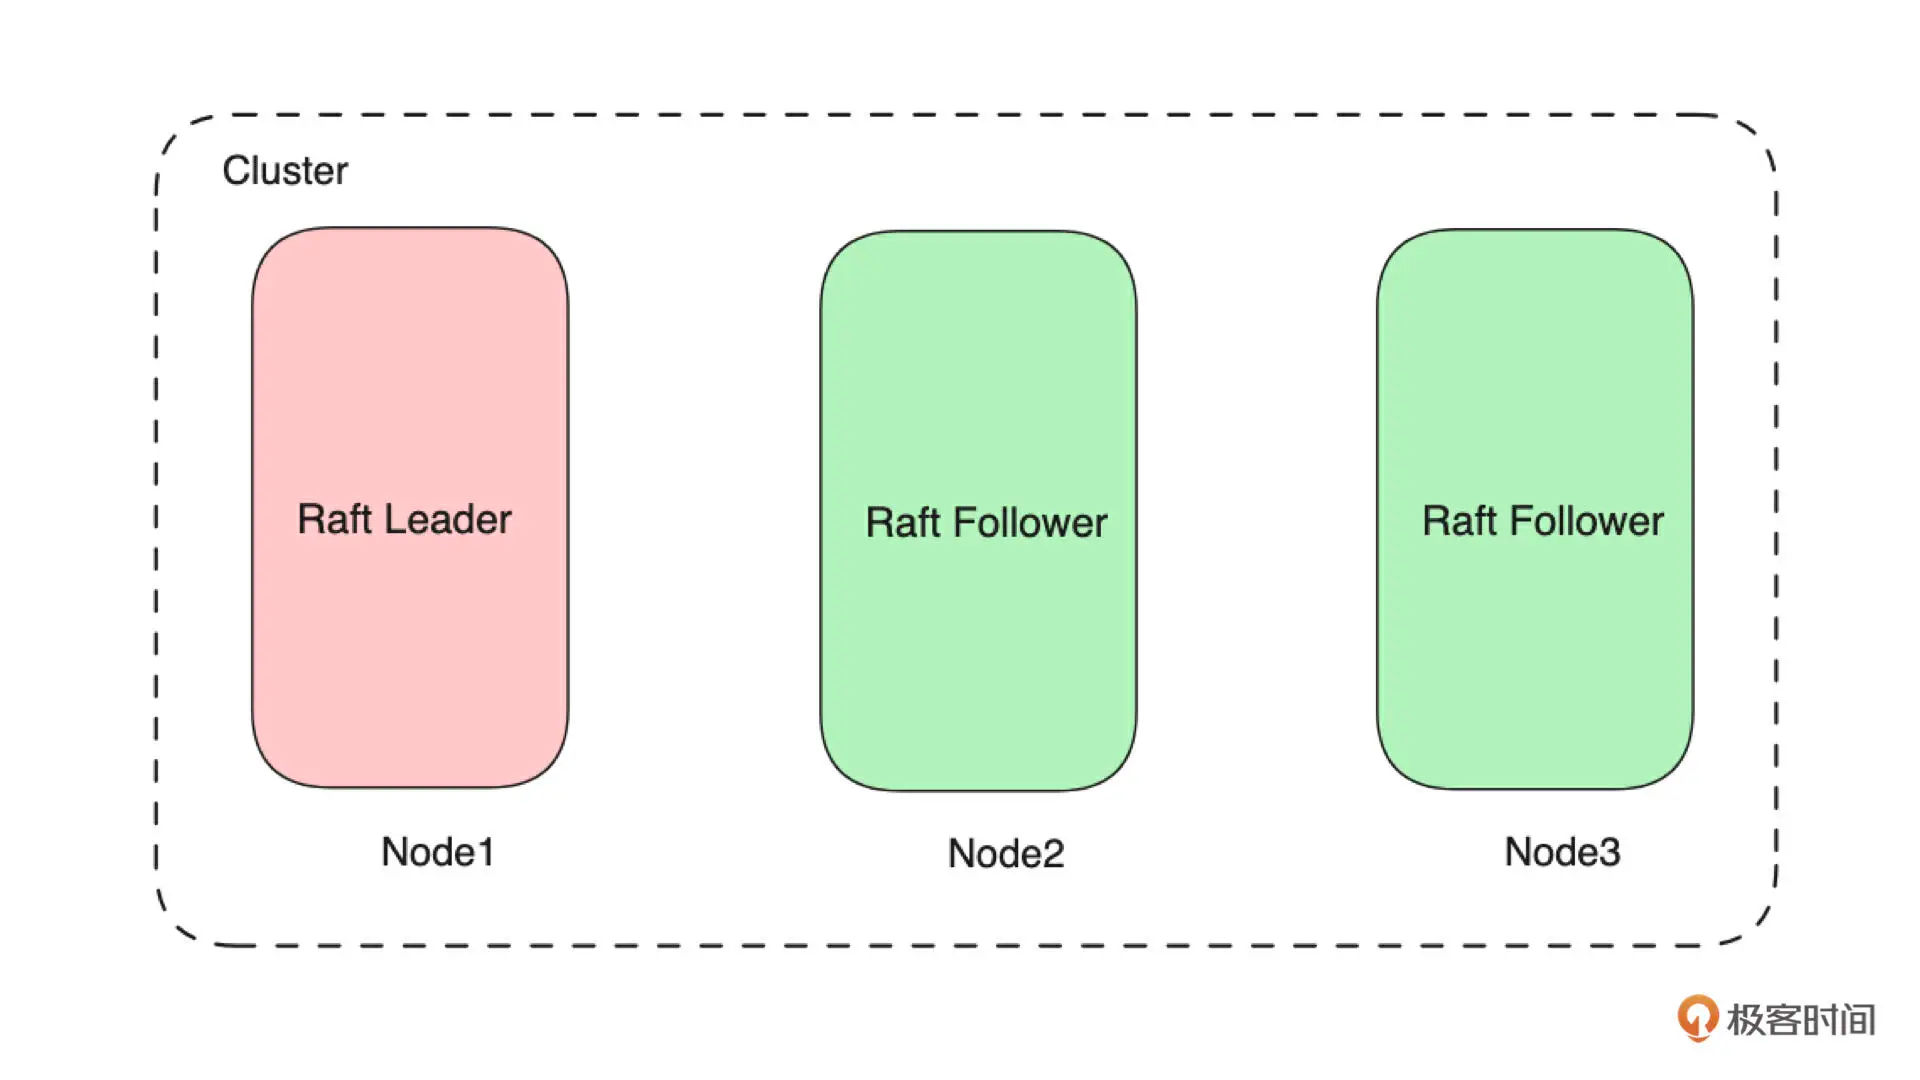 Cluster
Raft Leader
Raft Follower
Raft Follower
Node1
Node2
Node3
极客时间